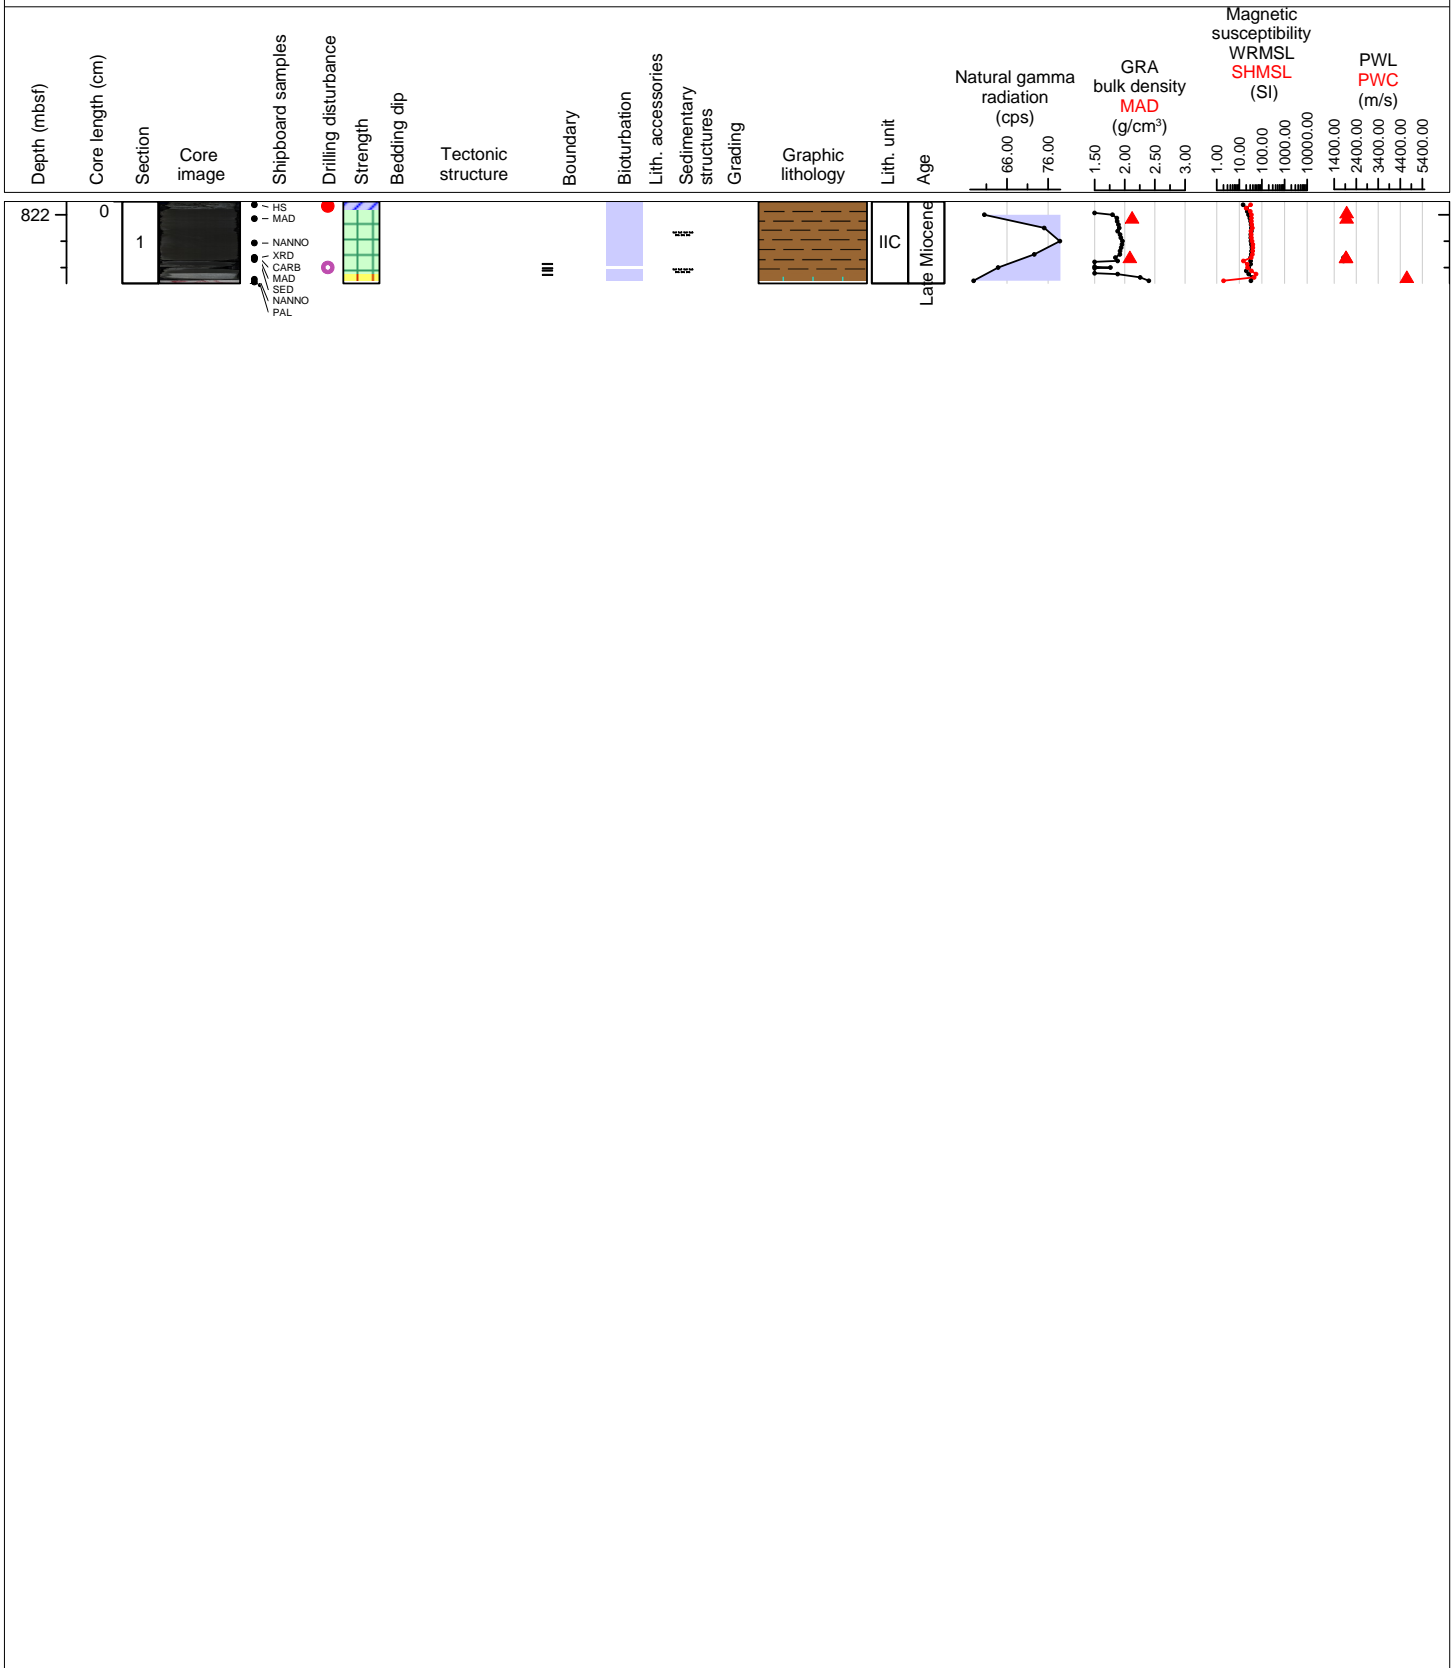 Depth (mbsf)
Core length (cm)
Section
Core
image
Shipboard samples
Drilling disturbance
Strength
Bedding dip
Tectonic
structure
Boundary
Bioturbation
Lith. accessories
Sedimentary
structures
Grading
Graphic
lithology
Lith. unit
Age
Natural gamma
radiation
(cps)
66.00
76.00
GRA
bulk density
MAD
(g/cm³)
1.50
2.00
2.50
3.00
Magnetic
susceptibility
WRMSL
SHMSL
(SI)
1.00
10.00
100.00
1000.00
10000.00
PWL
PWC
(m/s)
1400.00
2400.00
3400.00
4400.00
5400.00
822
0
1
HS
MAD
NANNO
XRD
CARB
MAD
SED
NANNO
PAL
IIC
Late Miocene